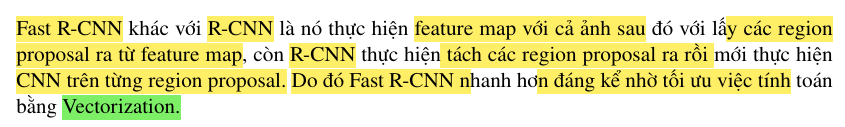 Fast R-CNN khác với R-CNN là nó thực hiện feature map với cả ảnh sau đó với lấy các region
proposal ra từ feature map, còn R-CNN thực hiện tách các region proposal ra rồi mới thực hiện
CNN trên từng region proposal. Do đó Fast R-CNN nhanh hơn đáng kể nhờ tối ưu việc tính toán
bằng Vectorization.